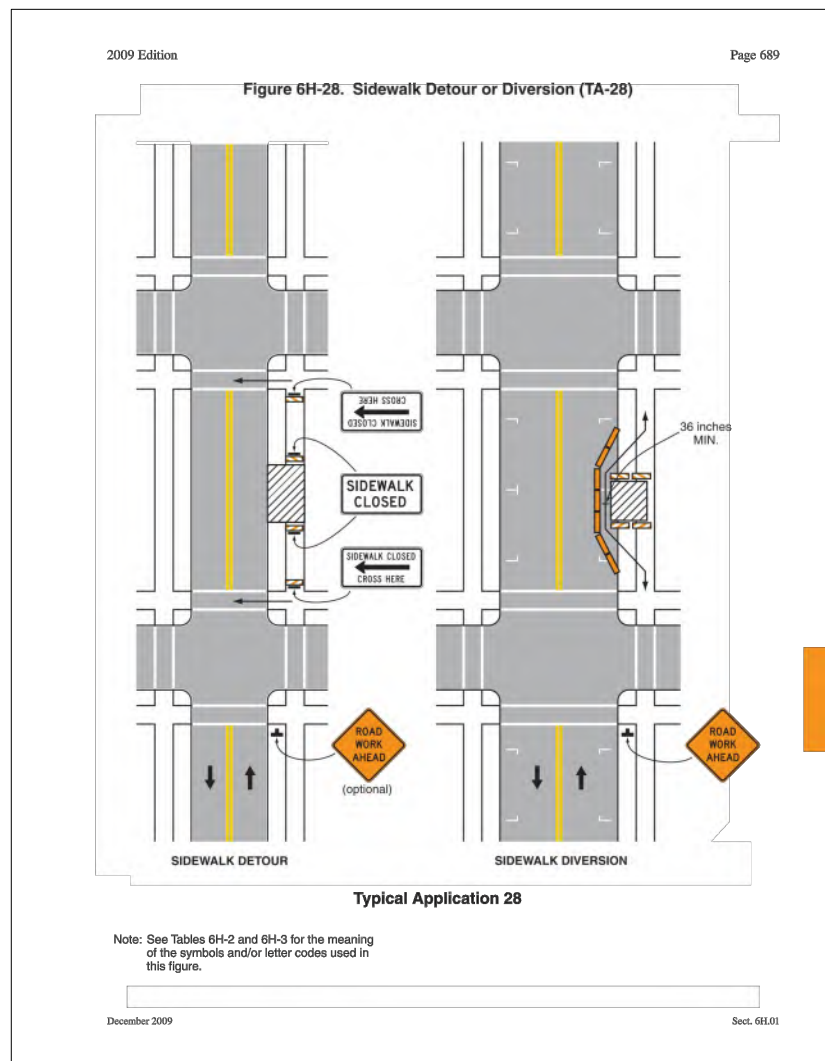 2009 Edition
Page 689
Figure 6H-28. Sidewalk Detour or Diversion (TA-28)
SIDEWALK CLOSED
CROSS HERE
36 inches
MIN.
SIDEWALK
CLOSED
SIDEWALK CLOSED
CROSS HERE
ROAD
WORK
AHEAD
(optional)
ROAD
WORK
AHEAD
SIDEWALK DETOUR
SIDEWALK DIVERSION
Typical Application 28
Note: See Tables 6H-2 and 6H-3 for the meaning
of the symbols and/or letter codes used in
this figure.
December 2009
Sect. 6H.01